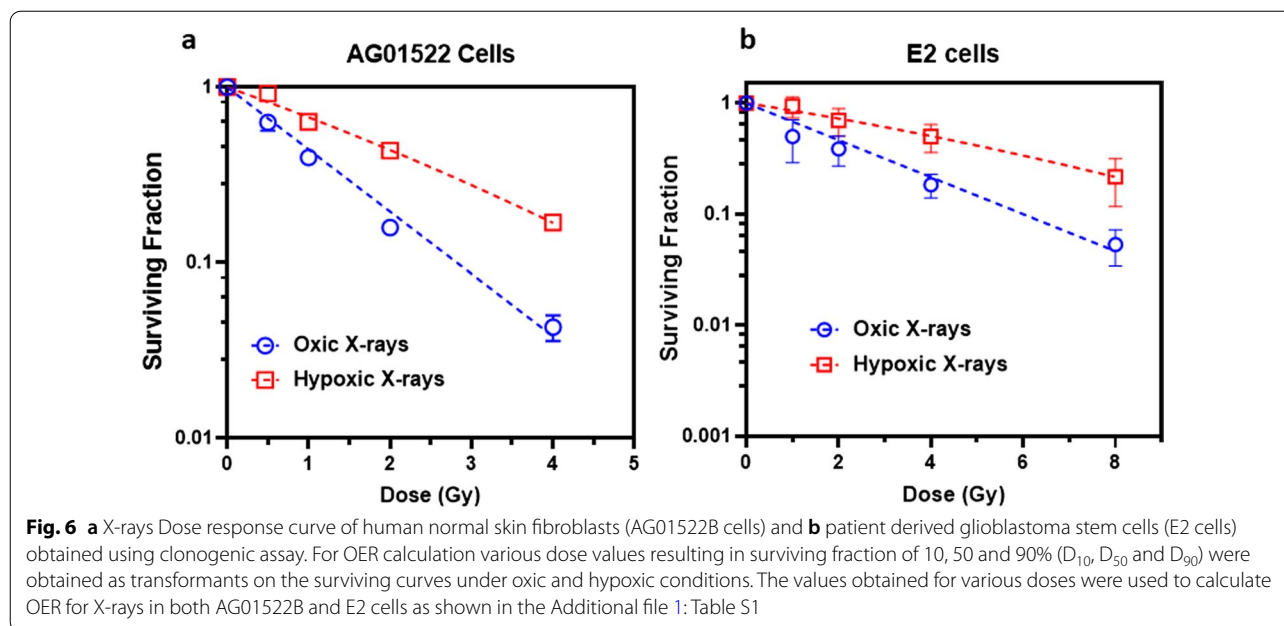 a
AG01522 Cells
Surviving Fraction
1
0.1
0.01
Oxic X-rays
Hypoxic X-rays
0 1 2 3 4 5
Dose (Gy)
b
E2 cells
Surviving Fraction
1
0.1
0.01
0.001
Oxic X-rays
Hypoxic X-rays
0 2 4 6 8
Dose (Gy)
Fig. 6 a X-rays Dose response curve of human normal skin fibroblasts (AG01522B cells) and b patient derived glioblastoma stem cells (E2 cells)
obtained using clonogenic assay. For OER calculation various dose values resulting in surviving fraction of 10, 50 and 90% (D10, D50 and D90) were
obtained as transformants on the surviving curves under oxic and hypoxic conditions. The values obtained for various doses were used to calculate
OER for X-rays in both AG01522B and E2 cells as shown in the Additional file 1: Table S1